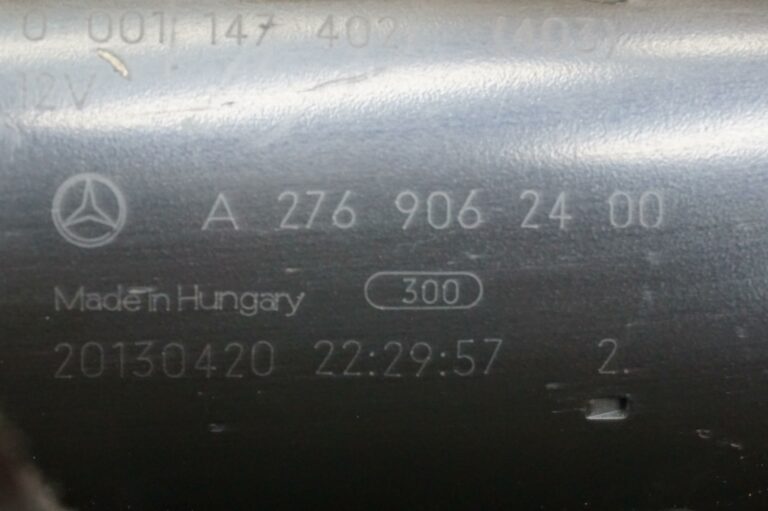 0 001 147 402 (403)
12V
A 276 906 24 00
Made in Hungary 300
20130420 22:29:57 2.